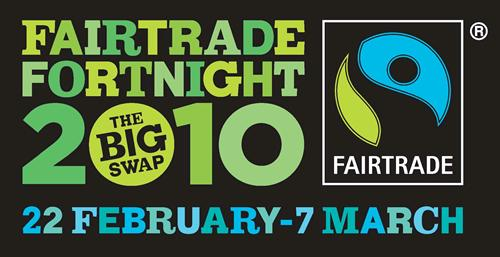 FAIRTRADE
FORTNIGHT
2010
THE
BIG
SWAP
®
FAIRTRADE
22 FEBRUARY-7 MARCH